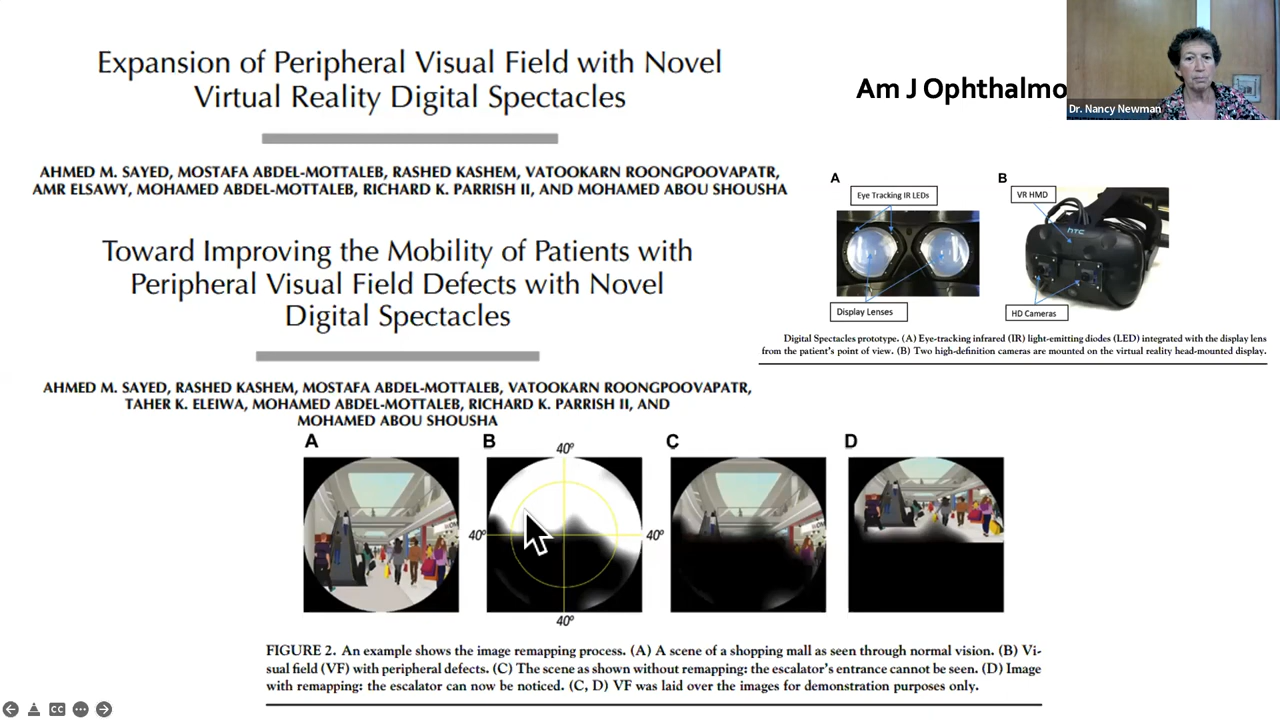 Expansion of Peripheral Visual Field with Novel
Virtual Reality Digital Spectacles
AHMED M. SAYED, MOSTAFA ABDEL-MOTTALEB, RASHED KASHEM, VATOOKARN ROONGPOOVAPATR,
AMR ELSAWY, MOHAMED ABDEL-MOTTALEB, RICHARD K. PARRISH II, AND MOHAMED ABOU SHOUSHA
Toward Improving the Mobility of Patients with
Peripheral Visual Field Defects with Novel
Digital Spectacles
AHMED M. SAYED, RASHED KASHEM, MOSTAFA ABDEL-MOTTALEB, VATOOKARN ROONGPOOVAPATR,
TAHER K. ELEIWA, MOHAMED ABDEL-MOTTALEB, RICHARD K. PARRISH II, AND
MOHAMED ABOU SHOUSHA
Am J Ophthalmo
Dr. Nancy Newman
A
B
Eye Tracking IR LEDs
VR HMD
hTC
Display Lenses
HD Cameras
Digital Spectacles prototype. (A) Eye-tracking infrared (IR) light-emitting diodes (LED) integrated with the display lens
from the patient's point of view. (B) Two high-definition cameras are mounted on the virtual reality head-mounted display.
A
B
C
D
40°
40°
40°
40°
FIGURE 2. An example shows the image remapping process. (A) A scene of a shopping mall as seen through normal vision. (B) Vi-
sual field (VF) with peripheral defects. (C) The scene as shown without remapping: the escalator's entrance cannot be seen. (D) Image
with remapping: the escalator can now be noticed. (C, D) VF was laid over the images for demonstration purposes only.
CC